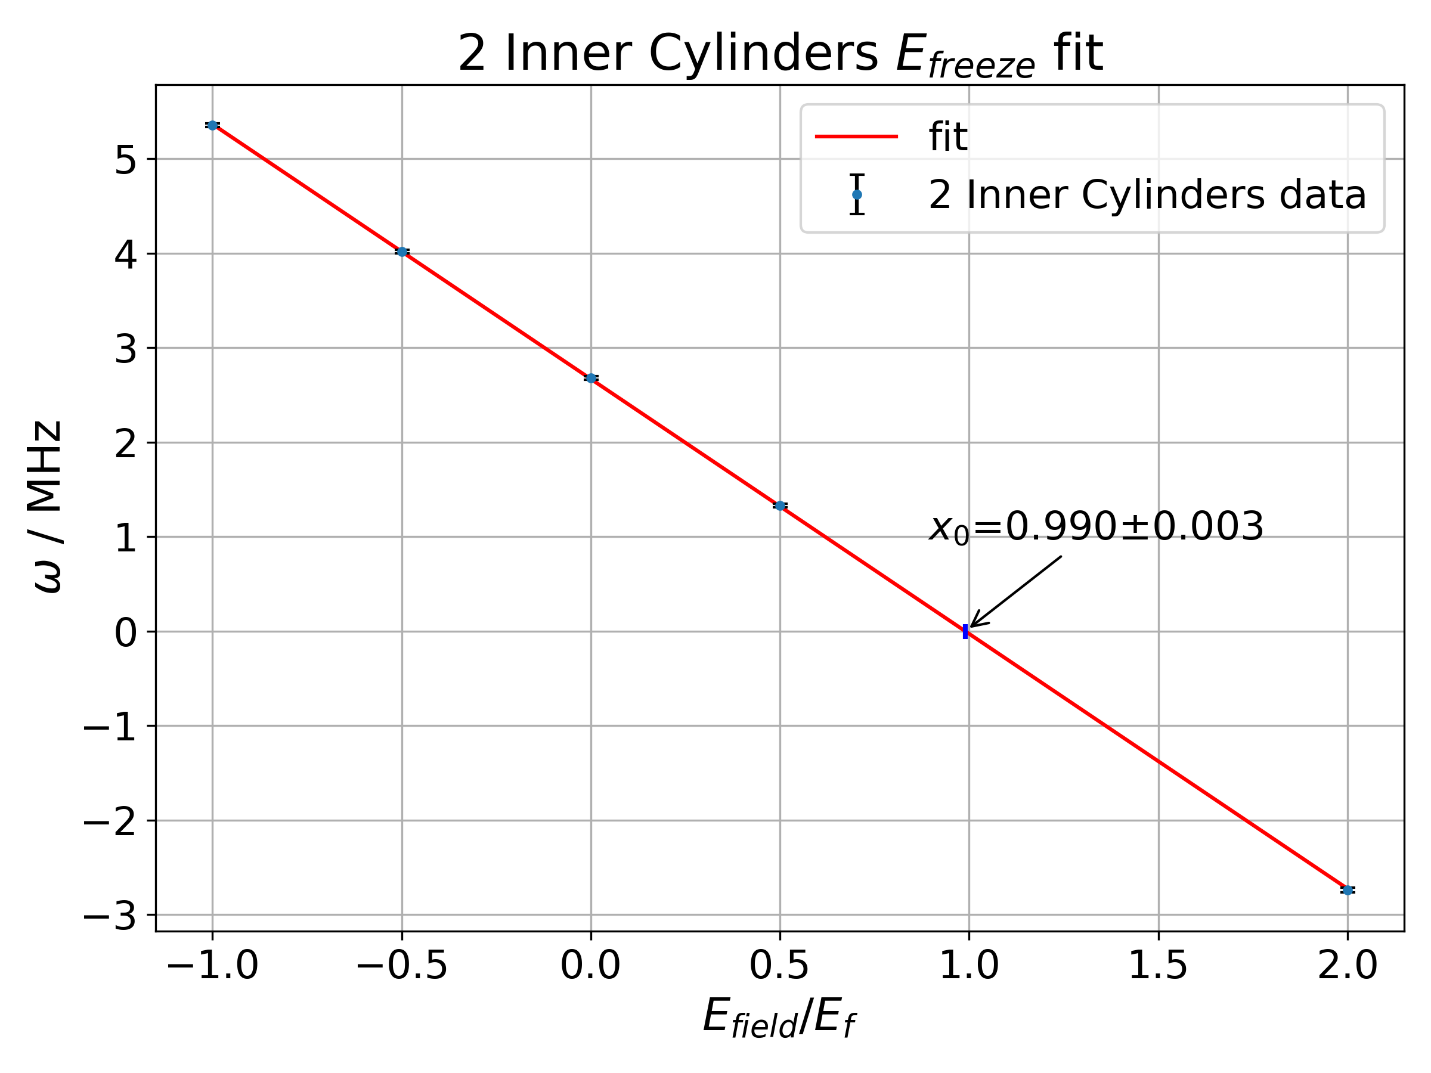 2 Inner Cylinders E_freeze fit
fit
2 Inner Cylinders data
5
4
3
2
1
0
−1
−2
−3
ω / MHz
x_0=0.990±0.003
−1.0 −0.5 0.0 0.5 1.0 1.5 2.0
E_field/E_f